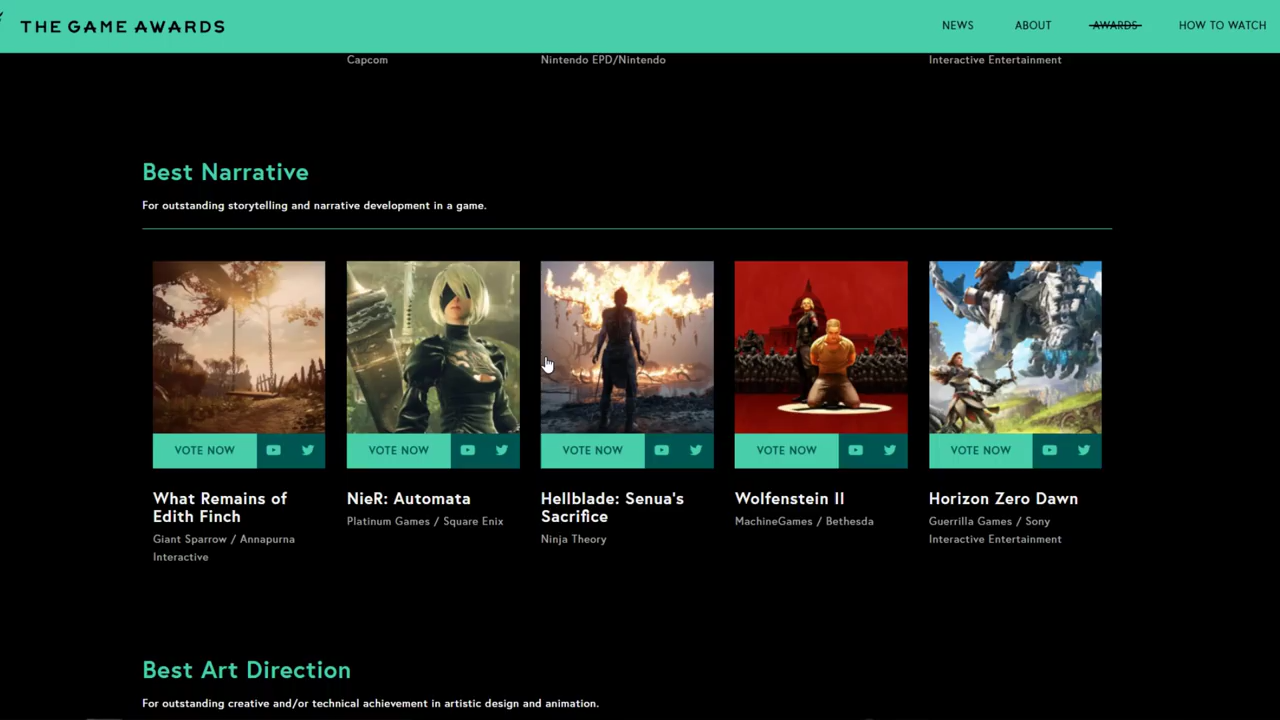 THE GAME AWARDS
NEWS ABOUT AWARDS HOW TO WATCH
Capcom Nintendo EPD/Nintendo Interactive Entertainment
Best Narrative
For outstanding storytelling and narrative development in a game.
VOTE NOW VOTE NOW VOTE NOW VOTE NOW VOTE NOW
What Remains of
Edith Finch
Giant Sparrow / Annapurna
Interactive
NieR: Automata
Platinum Games / Square Enix
Hellblade: Senua's
Sacrifice
Ninja Theory
Wolfenstein II
MachineGames / Bethesda
Horizon Zero Dawn
Guerrilla Games / Sony
Interactive Entertainment
Best Art Direction
For outstanding creative and/or technical achievement in artistic design and animation.